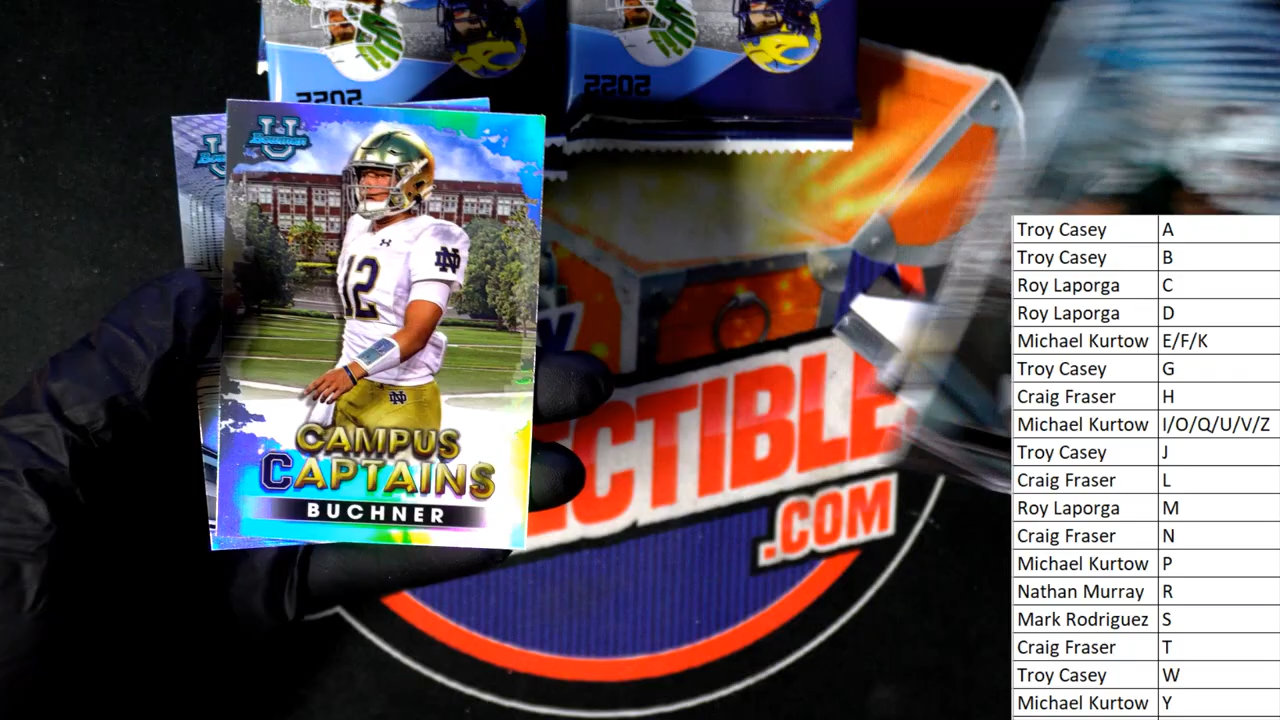 2022
2022
U
Bowman
12
ND
ND
CAMPUS
CAPTAINS
BUCHNER
ECTIBLE
.COM
Troy Casey A
Troy Casey B
Roy Laporga C
Roy Laporga D
Michael Kurtow E/F/K
Troy Casey G
Craig Fraser H
Michael Kurtow I/O/Q/U/V/Z
Troy Casey J
Craig Fraser L
Roy Laporga M
Craig Fraser N
Michael Kurtow P
Nathan Murray R
Mark Rodriguez S
Craig Fraser T
Troy Casey W
Michael Kurtow Y